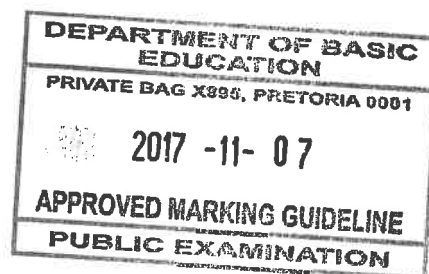 DEPARTMENT OF BASIC
EDUCATION
PRIVATE BAG X895, PRETORIA 0001
2017 -11- 07
APPROVED MARKING GUIDELINE
PUBLIC EXAMINATION